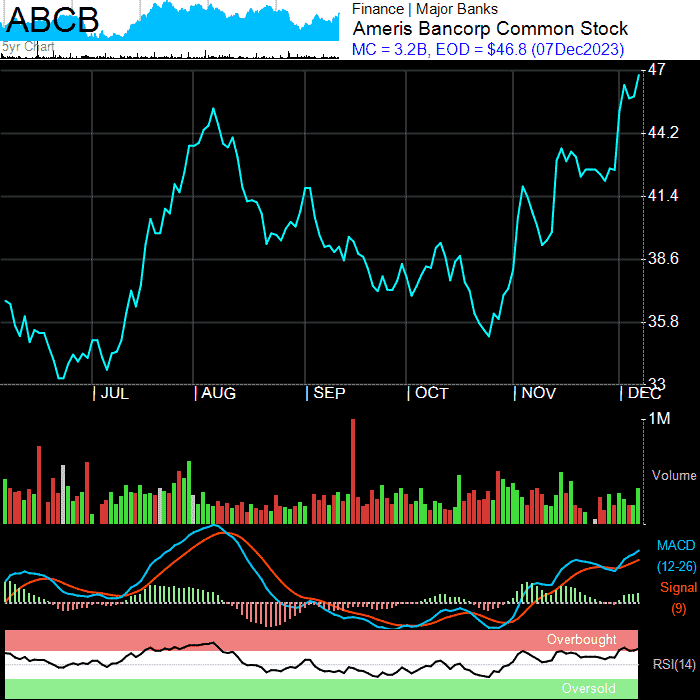 ABCB
5yr Chart
Finance | Major Banks
Ameris Bancorp Common Stock
MC = 3.2B, EOD = $46.8 (07Dec2023)
47
44.2
41.4
38.6
35.8
33
JUL AUG SEP OCT NOV DEC
1M
Volume
MACD
(12-26)
Signal
(9)
Overbought
RSI(14)
Oversold